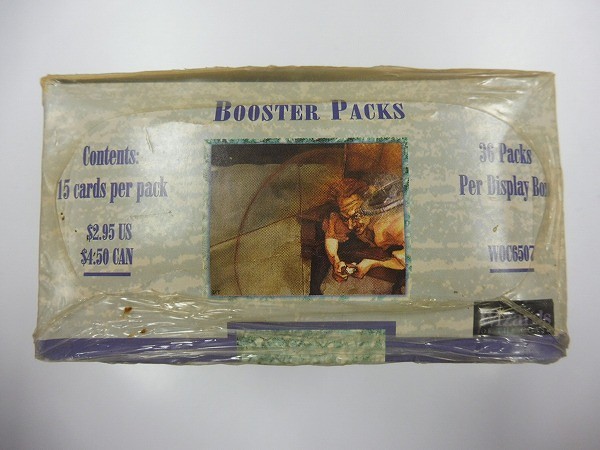 BOOSTER PACKS
Contents:
15 cards per pack
$2.95 US
$4.50 CAN
36 Packs
Per Display Box
WOC6507